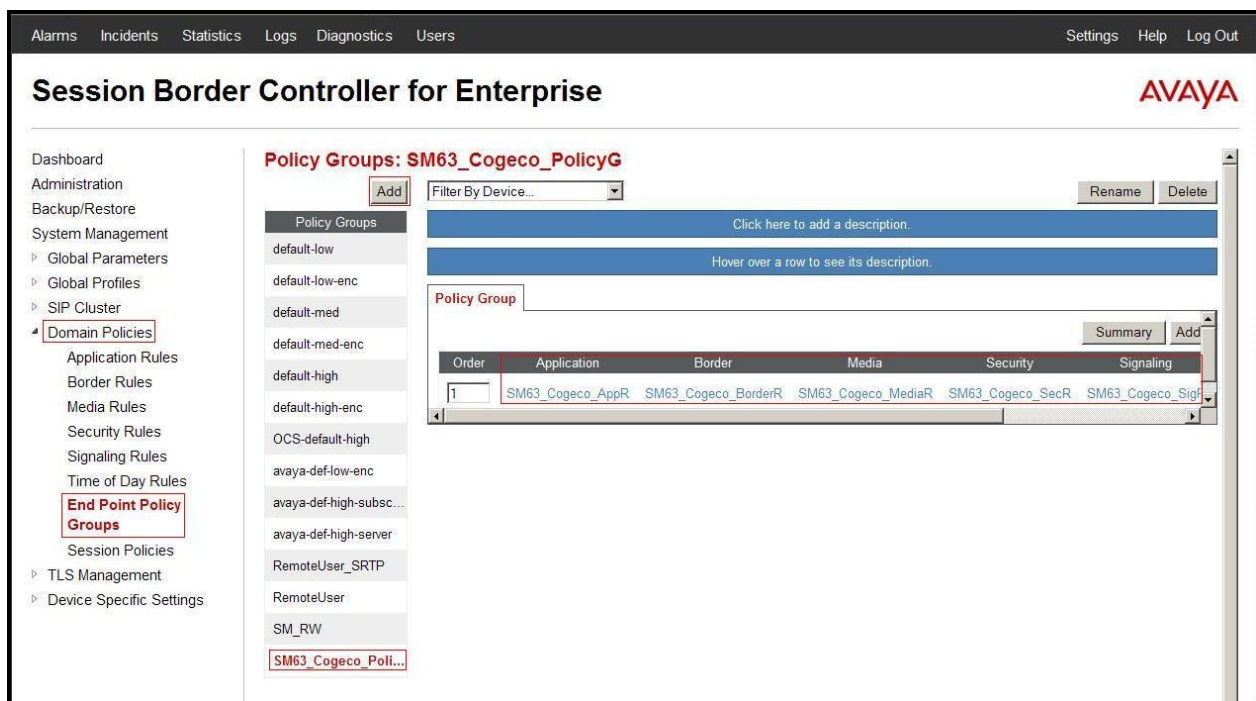 Alarms Incidents Statistics Logs Diagnostics Users Settings Help Log Out
Session Border Controller for Enterprise
AVAYA
Dashboard
Administration
Backup/Restore
System Management
Global Parameters
Global Profiles
SIP Cluster
Domain Policies
Application Rules
Border Rules
Media Rules
Security Rules
Signaling Rules
Time of Day Rules
End Point Policy
Groups
Session Policies
TLS Management
Device Specific Settings
Policy Groups: SM63_Cogeco_PolicyG
Add
Filter By Device...
Rename Delete
Policy Groups
default-low
default-low-enc
default-med
default-med-enc
default-high
default-high-enc
OCS-default-high
avaya-def-low-enc
avaya-def-high-subsc...
avaya-def-high-server
RemoteUser_SRTP
RemoteUser
SM_RW
SM63_Cogeco_Poli...
Click here to add a description.
Hover over a row to see its description.
Policy Group
Summary Add
Order Application Border Media Security Signaling
1 SM63_Cogeco_AppR SM63_Cogeco_BorderR SM63_Cogeco_MediaR SM63_Cogeco_SecR SM63_Cogeco_Sig